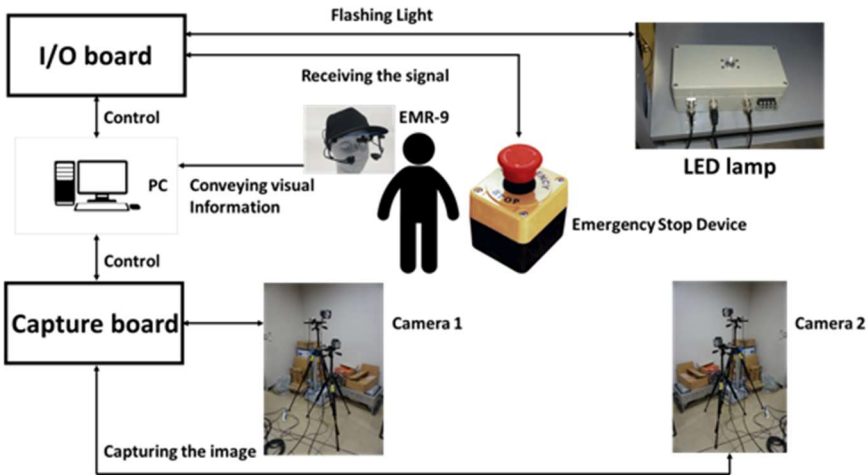 Flashing Light
I/O board
Receiving the signal
Control
EMR-9
LED lamp
PC
Conveying visual
Information
STOP
Emergency Stop Device
Control
Capture board
Camera 1
Camera 2
Capturing the image